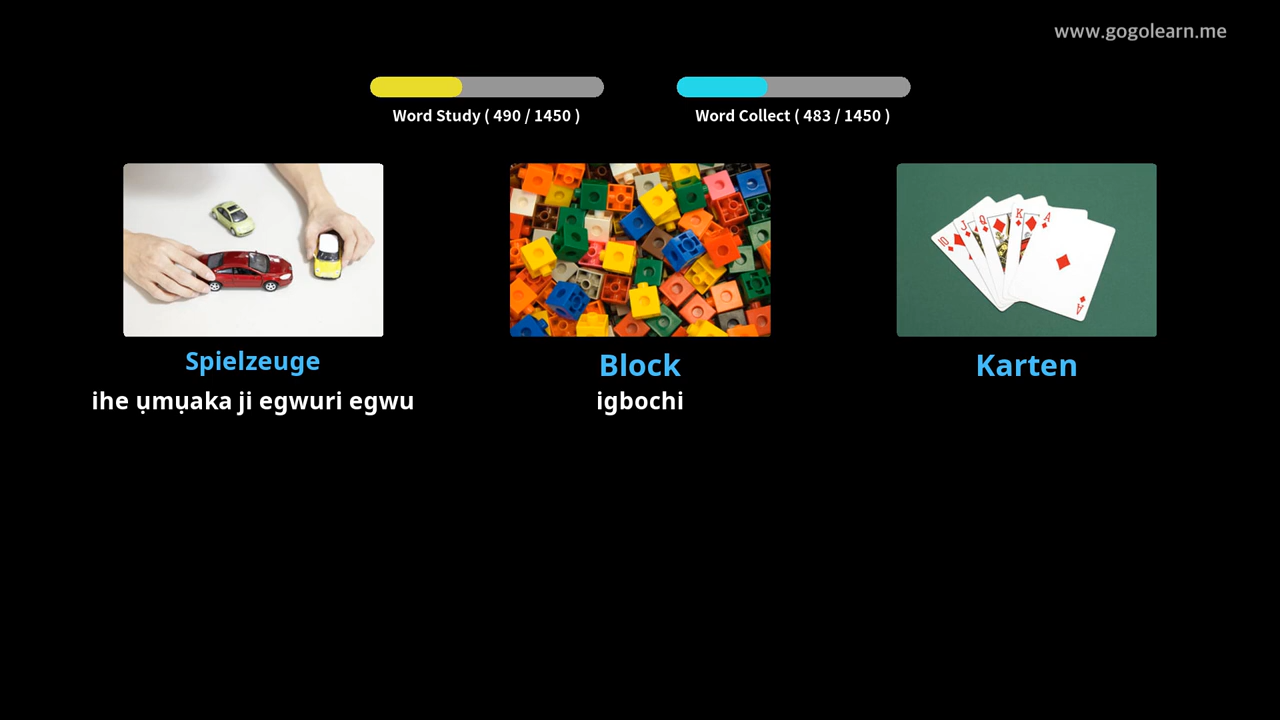 www.gogolearn.me
Word Study ( 490 / 1450 )
Word Collect ( 483 / 1450 )
10 J Q K A
A
Spielzeuge
Block
Karten
ihe ụmụaka ji egwuri egwu
igbochi